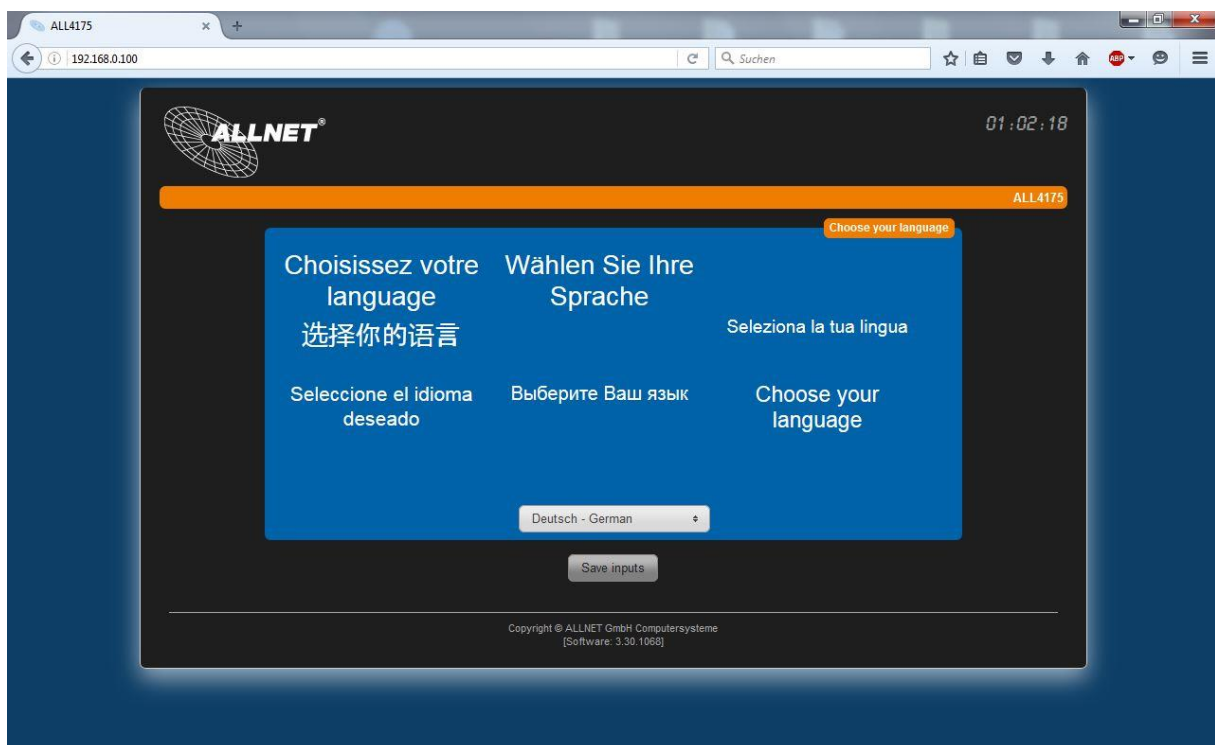 ALL4175
192.168.0.100
Suchen
ABP
ALLNET®
01:02:18
ALL4175
Choose your language
Choisissez votre
language
Wählen Sie Ihre
Sprache
选择你的语言
Seleziona la tua lingua
Seleccione el idioma
deseado
Выберите Ваш язык
Choose your
language
Deutsch - German
Save inputs
Copyright © ALLNET GmbH Computersysteme
[Software: 3.30.1068]